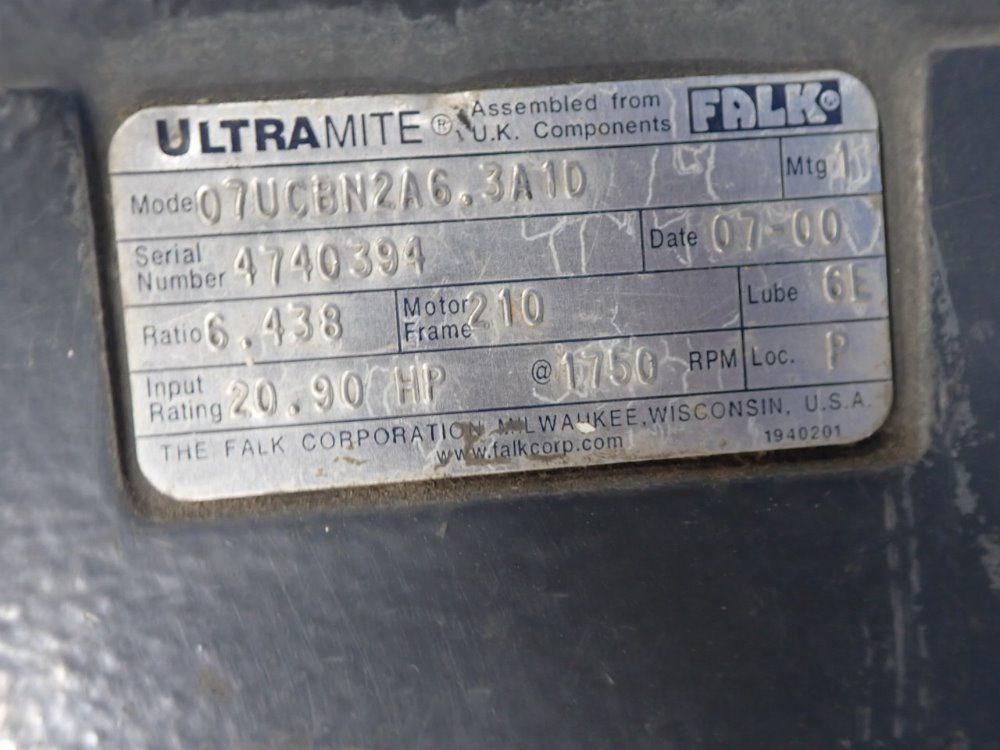 ULTRAMITE® Assembled from U.K. Components FALK
Model 07UCBN2A6.3A1D Mtg 1
Serial Number 4740394 Date 07-00
Ratio 6.438 Motor Frame 210 Lube 6E
Input Rating 20.90 HP @ 1750 RPM Loc. P
THE FALK CORPORATION, MILWAUKEE, WISCONSIN, U.S.A.
www.falkcorp.com 1940201